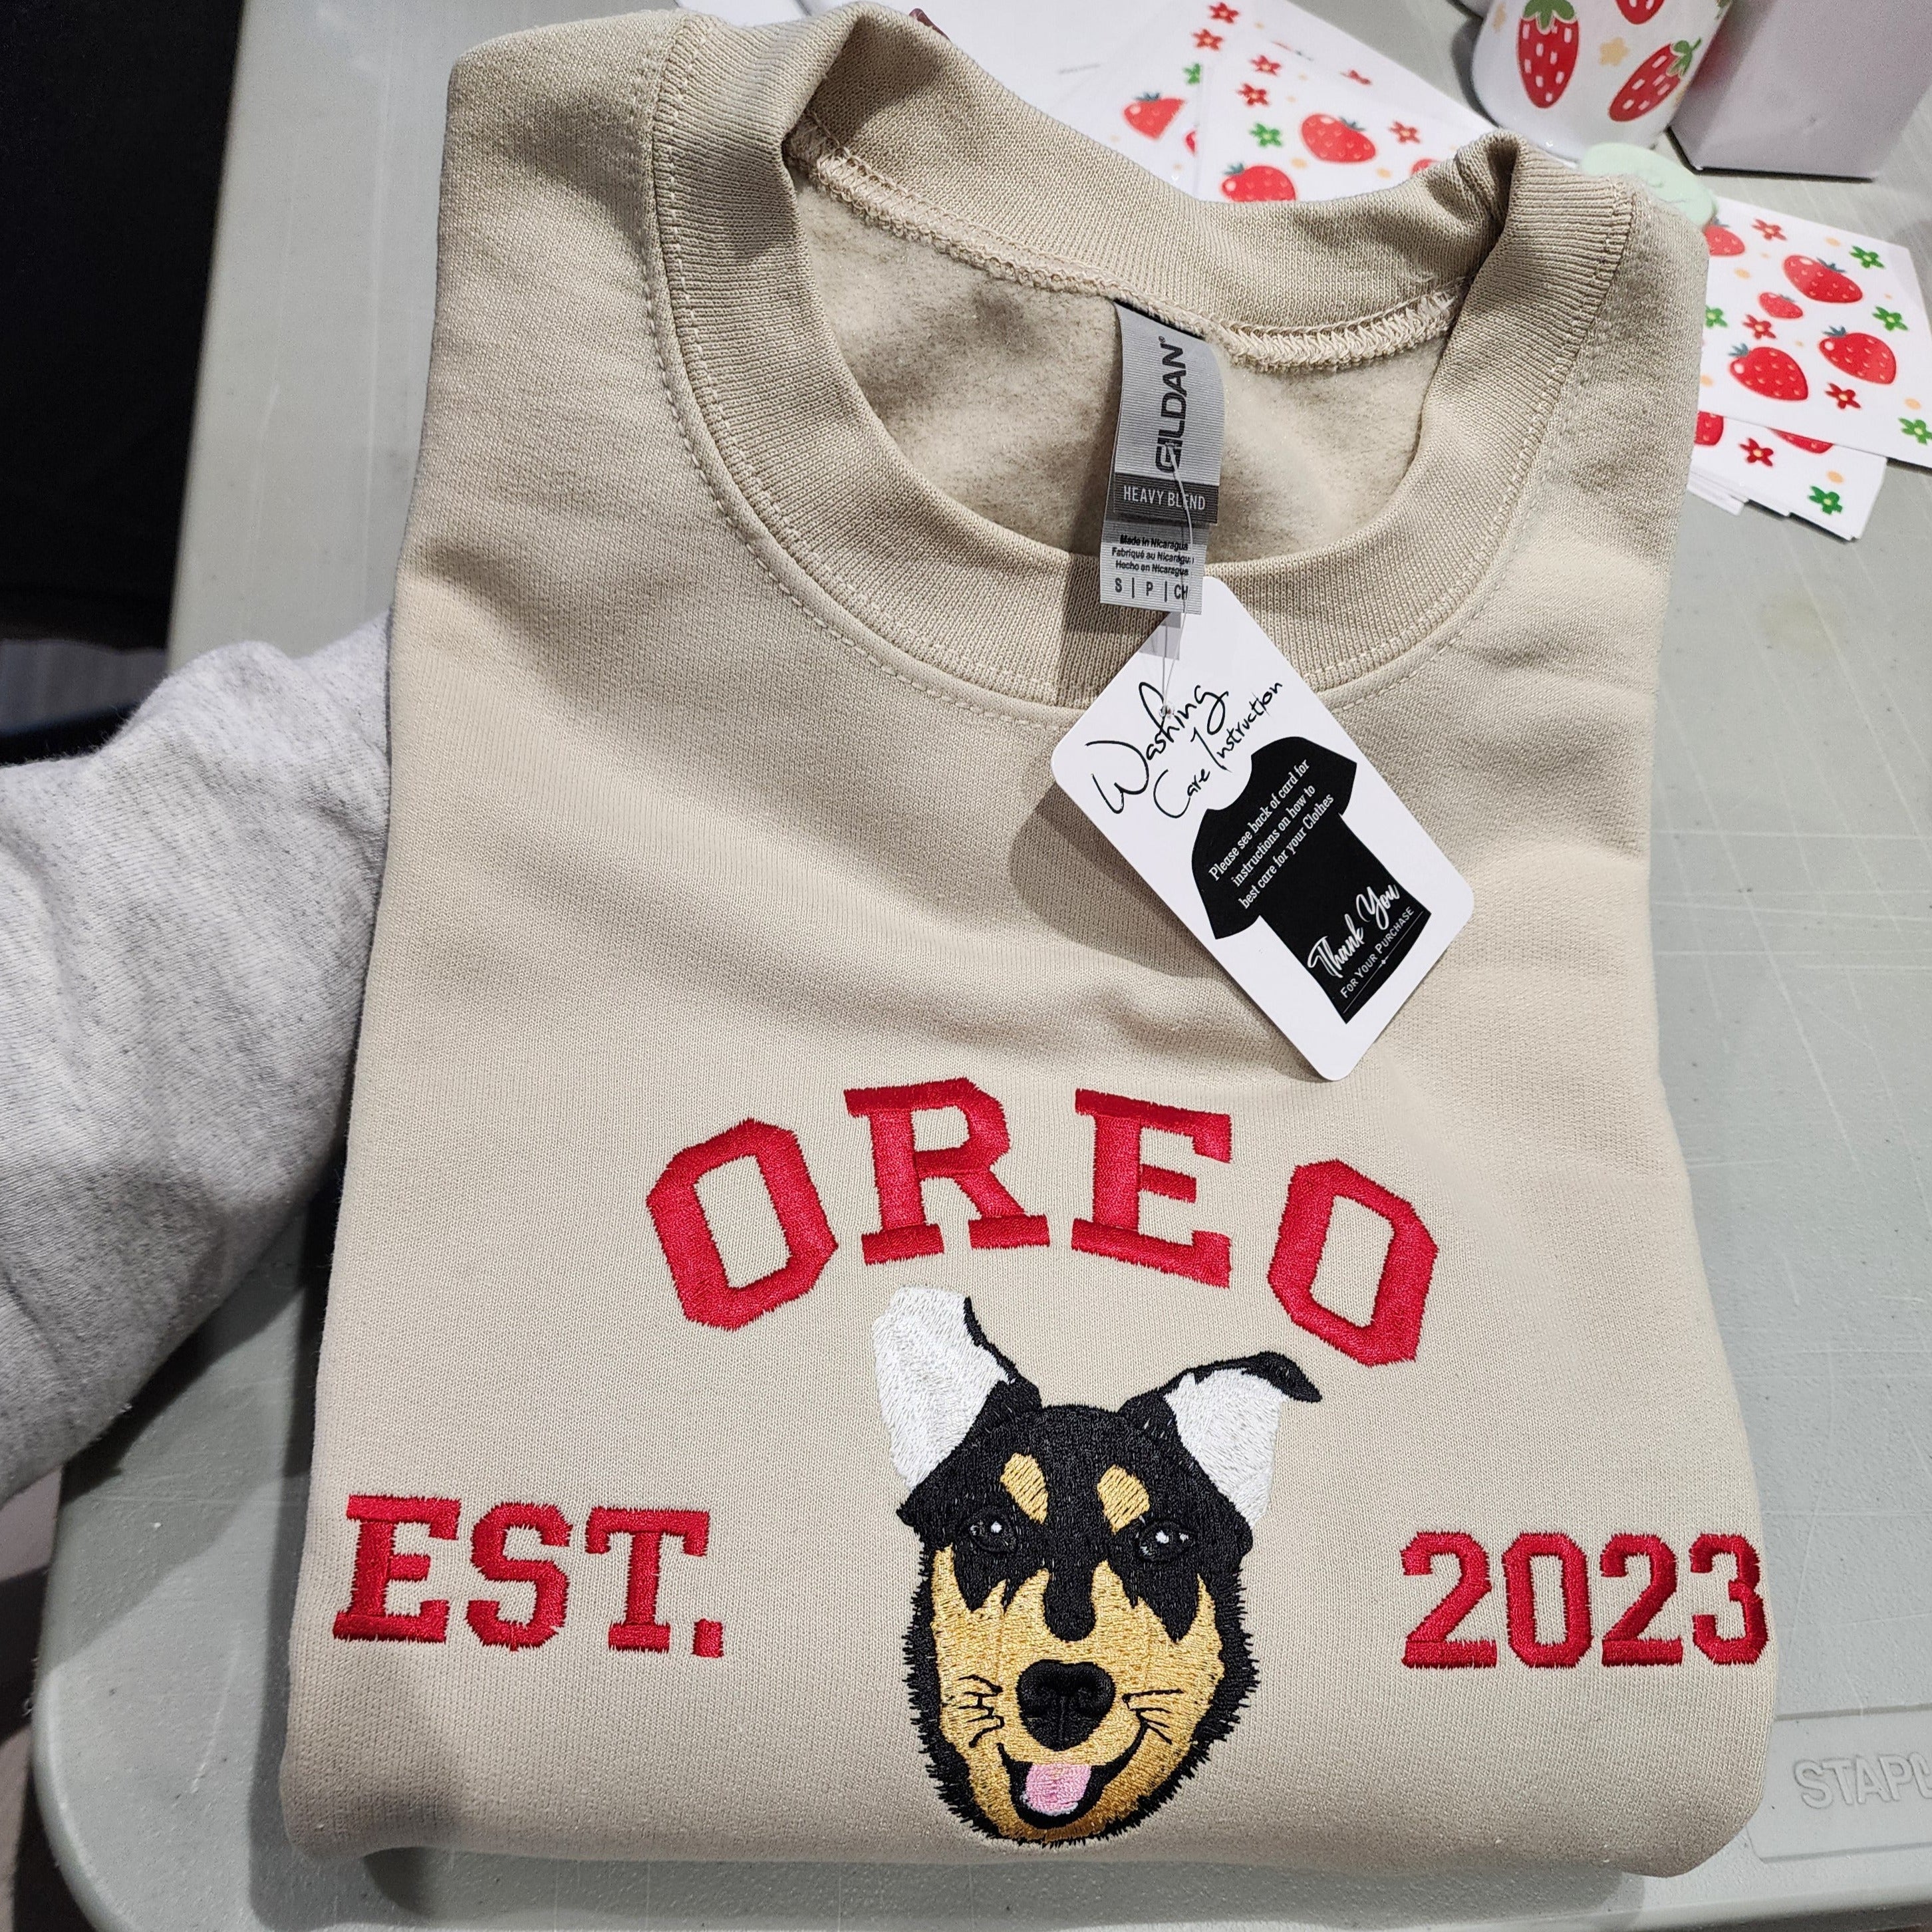 GILDAN®
HEAVY BLEND
Made in Nicaragua
Fabriqué au Nicaragua
Hecho en Nicaragua
S | P | CH
Washing
Care Instruction
Please see back of card for
instructions on how to
best care for your Clothes
Thank You
FOR YOUR PURCHASE
OREO
EST.
2023
STAPL